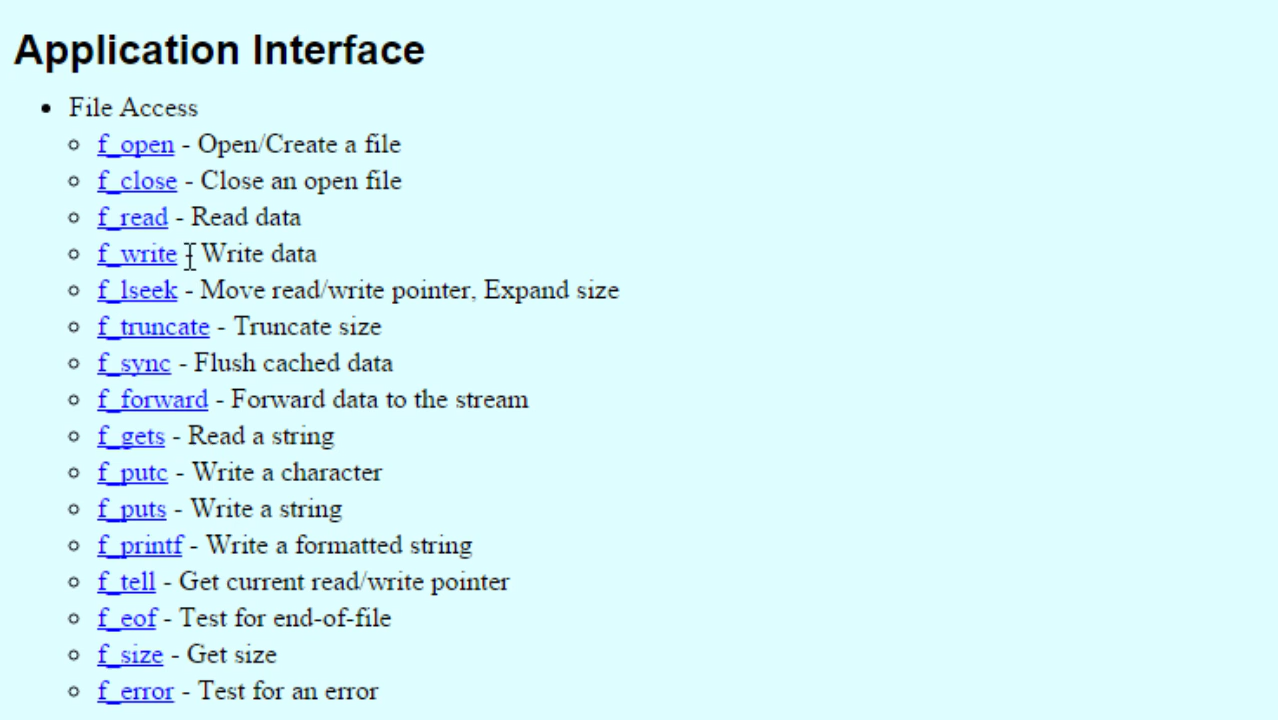 Application Interface
• File Access
○ f_open - Open/Create a file
○ f_close - Close an open file
○ f_read - Read data
○ f_write - Write data
○ f_lseek - Move read/write pointer, Expand size
○ f_truncate - Truncate size
○ f_sync - Flush cached data
○ f_forward - Forward data to the stream
○ f_gets - Read a string
○ f_putc - Write a character
○ f_puts - Write a string
○ f_printf - Write a formatted string
○ f_tell - Get current read/write pointer
○ f_eof - Test for end-of-file
○ f_size - Get size
○ f_error - Test for an error